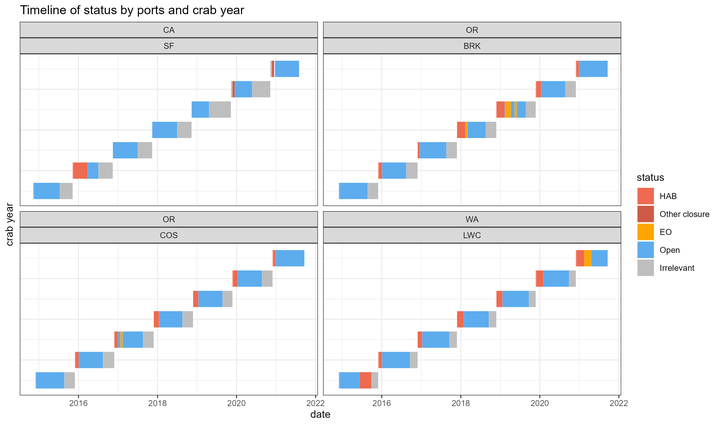 Timeline of status by ports and crab year
CA
SF
OR
BRK
OR
COS
WA
LWC
crab year
2016
2018
2020
2022
2016
2018
2020
2022
date
status
HAB
Other closure
EO
Open
Irrelevant